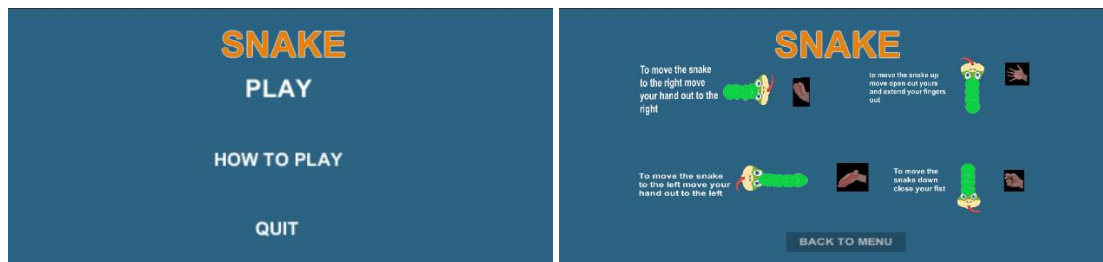 SNAKE
PLAY
HOW TO PLAY
QUIT
SNAKE
To move the snake
to the right move
your hand out to the
right
to move the snake up
move open out yours
and extend your fingers
out
To move the snake
to the left move your
hand out to the left
To move the
snake down
close your fist
BACK TO MENU